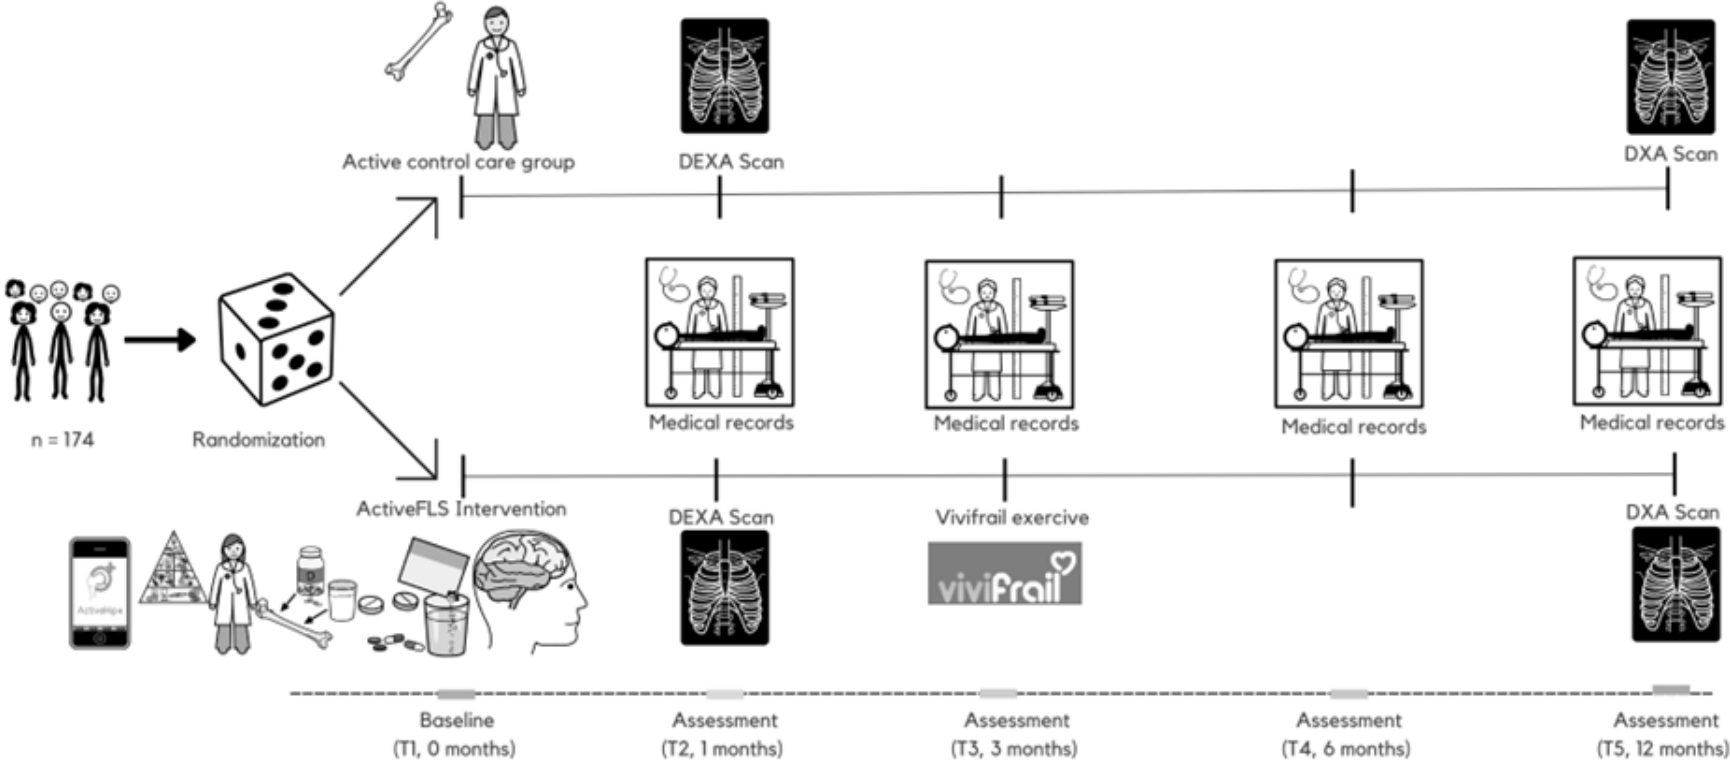 Active control care group
DEXA Scan
DXA Scan
Medical records
Medical records
Medical records
Medical records
n = 174
Randomization
ActiveFLS Intervention
DEXA Scan
Vivifrail exercive
DXA Scan
ActiveHip+
D
vivifrail
Baseline
(T1, 0 months)
Assessment
(T2, 1 months)
Assessment
(T3, 3 months)
Assessment
(T4, 6 months)
Assessment
(T5, 12 months)